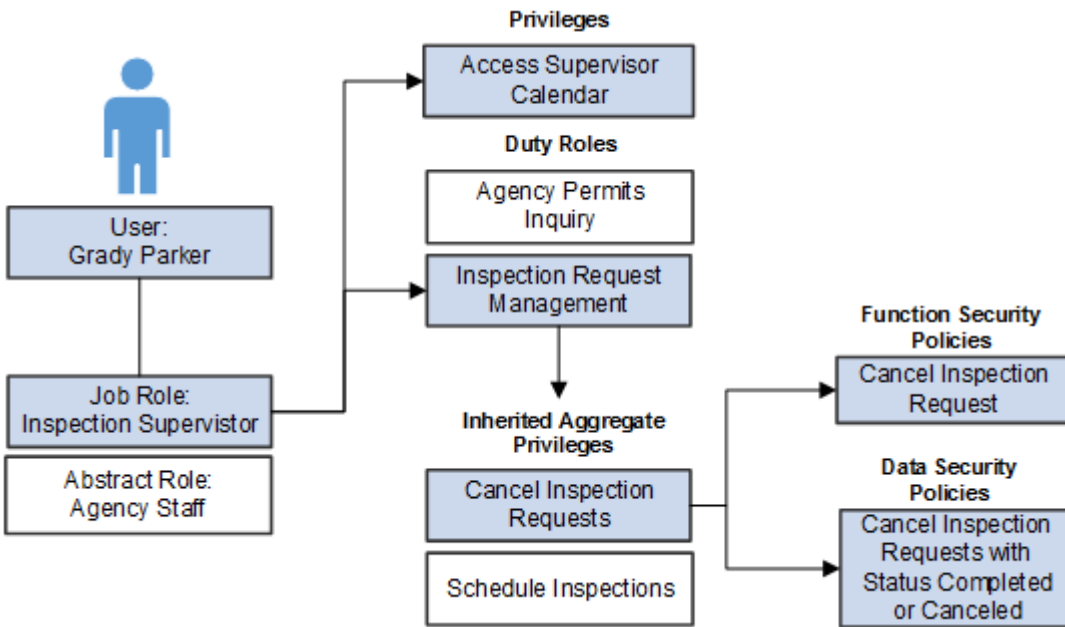 Privileges
Access Supervisor
Calendar
Duty Roles
Agency Permits
Inquiry
User:
Grady Parker
Inspection Request
Management
Function Security
Policies
Cancel Inspection
Request
Job Role:
Inspection Supervistor
Inherited Aggregate
Privileges
Abstract Role:
Agency Staff
Cancel Inspection
Requests
Data Security
Policies
Cancel Inspection
Requests with
Status Completed
or Canceled
Schedule Inspections